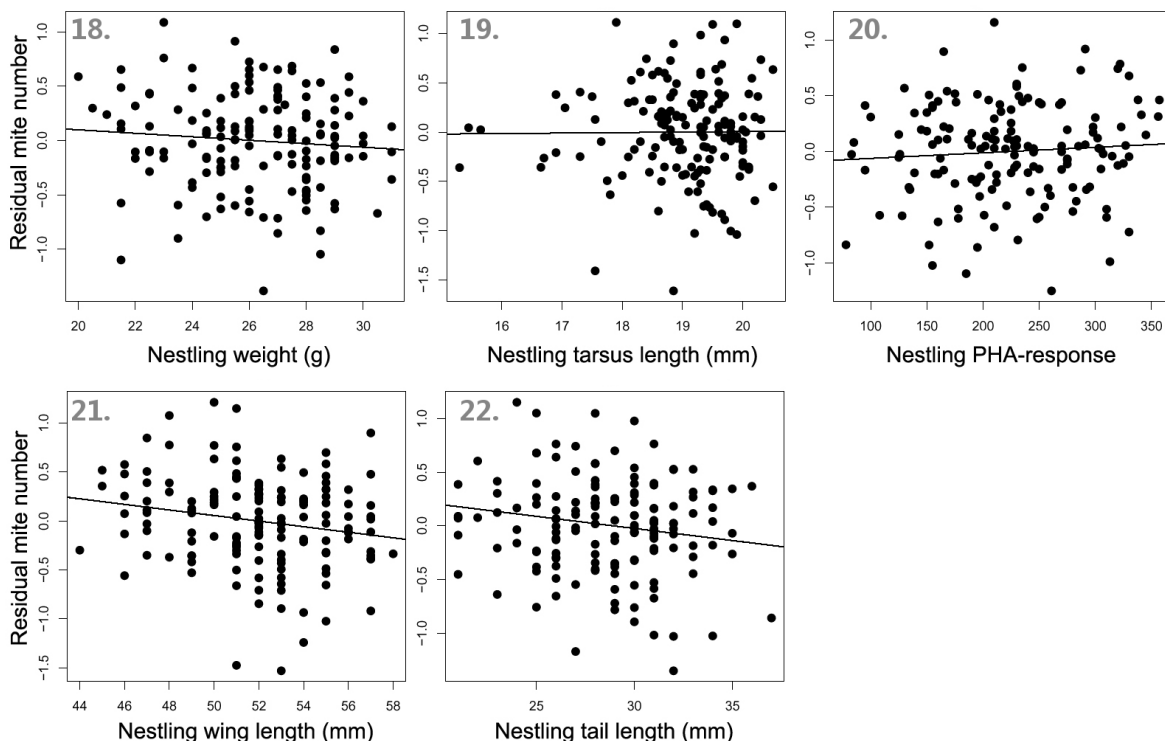 18.
Residual mite number
1.0
0.5
0.0
−0.5
−1.0
20 22 24 26 28 30
Nestling weight (g)
19.
1.0
0.5
0.0
−0.5
−1.0
−1.5
16 17 18 19 20
Nestling tarsus length (mm)
20.
1.0
0.5
0.0
−0.5
−1.0
100 150 200 250 300 350
Nestling PHA-response
21.
Residual mite number
1.0
0.5
0.0
−0.5
−1.0
−1.5
44 46 48 50 52 54 56 58
Nestling wing length (mm)
22.
1.0
0.5
0.0
−0.5
−1.0
25 30 35
Nestling tail length (mm)